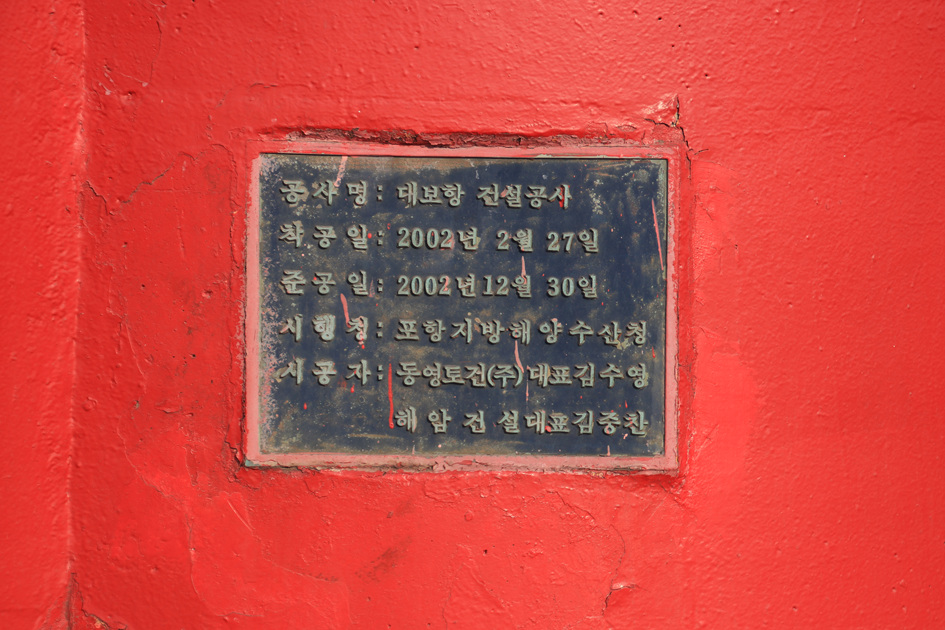 공사명: 대보항 건설공사
착공일: 2002년 2월 27일
준공일: 2002년12월 30일
시행청: 포항지방해양수산청
시공자: 동영토건(주) 대표김수영
해암건설대표김중찬